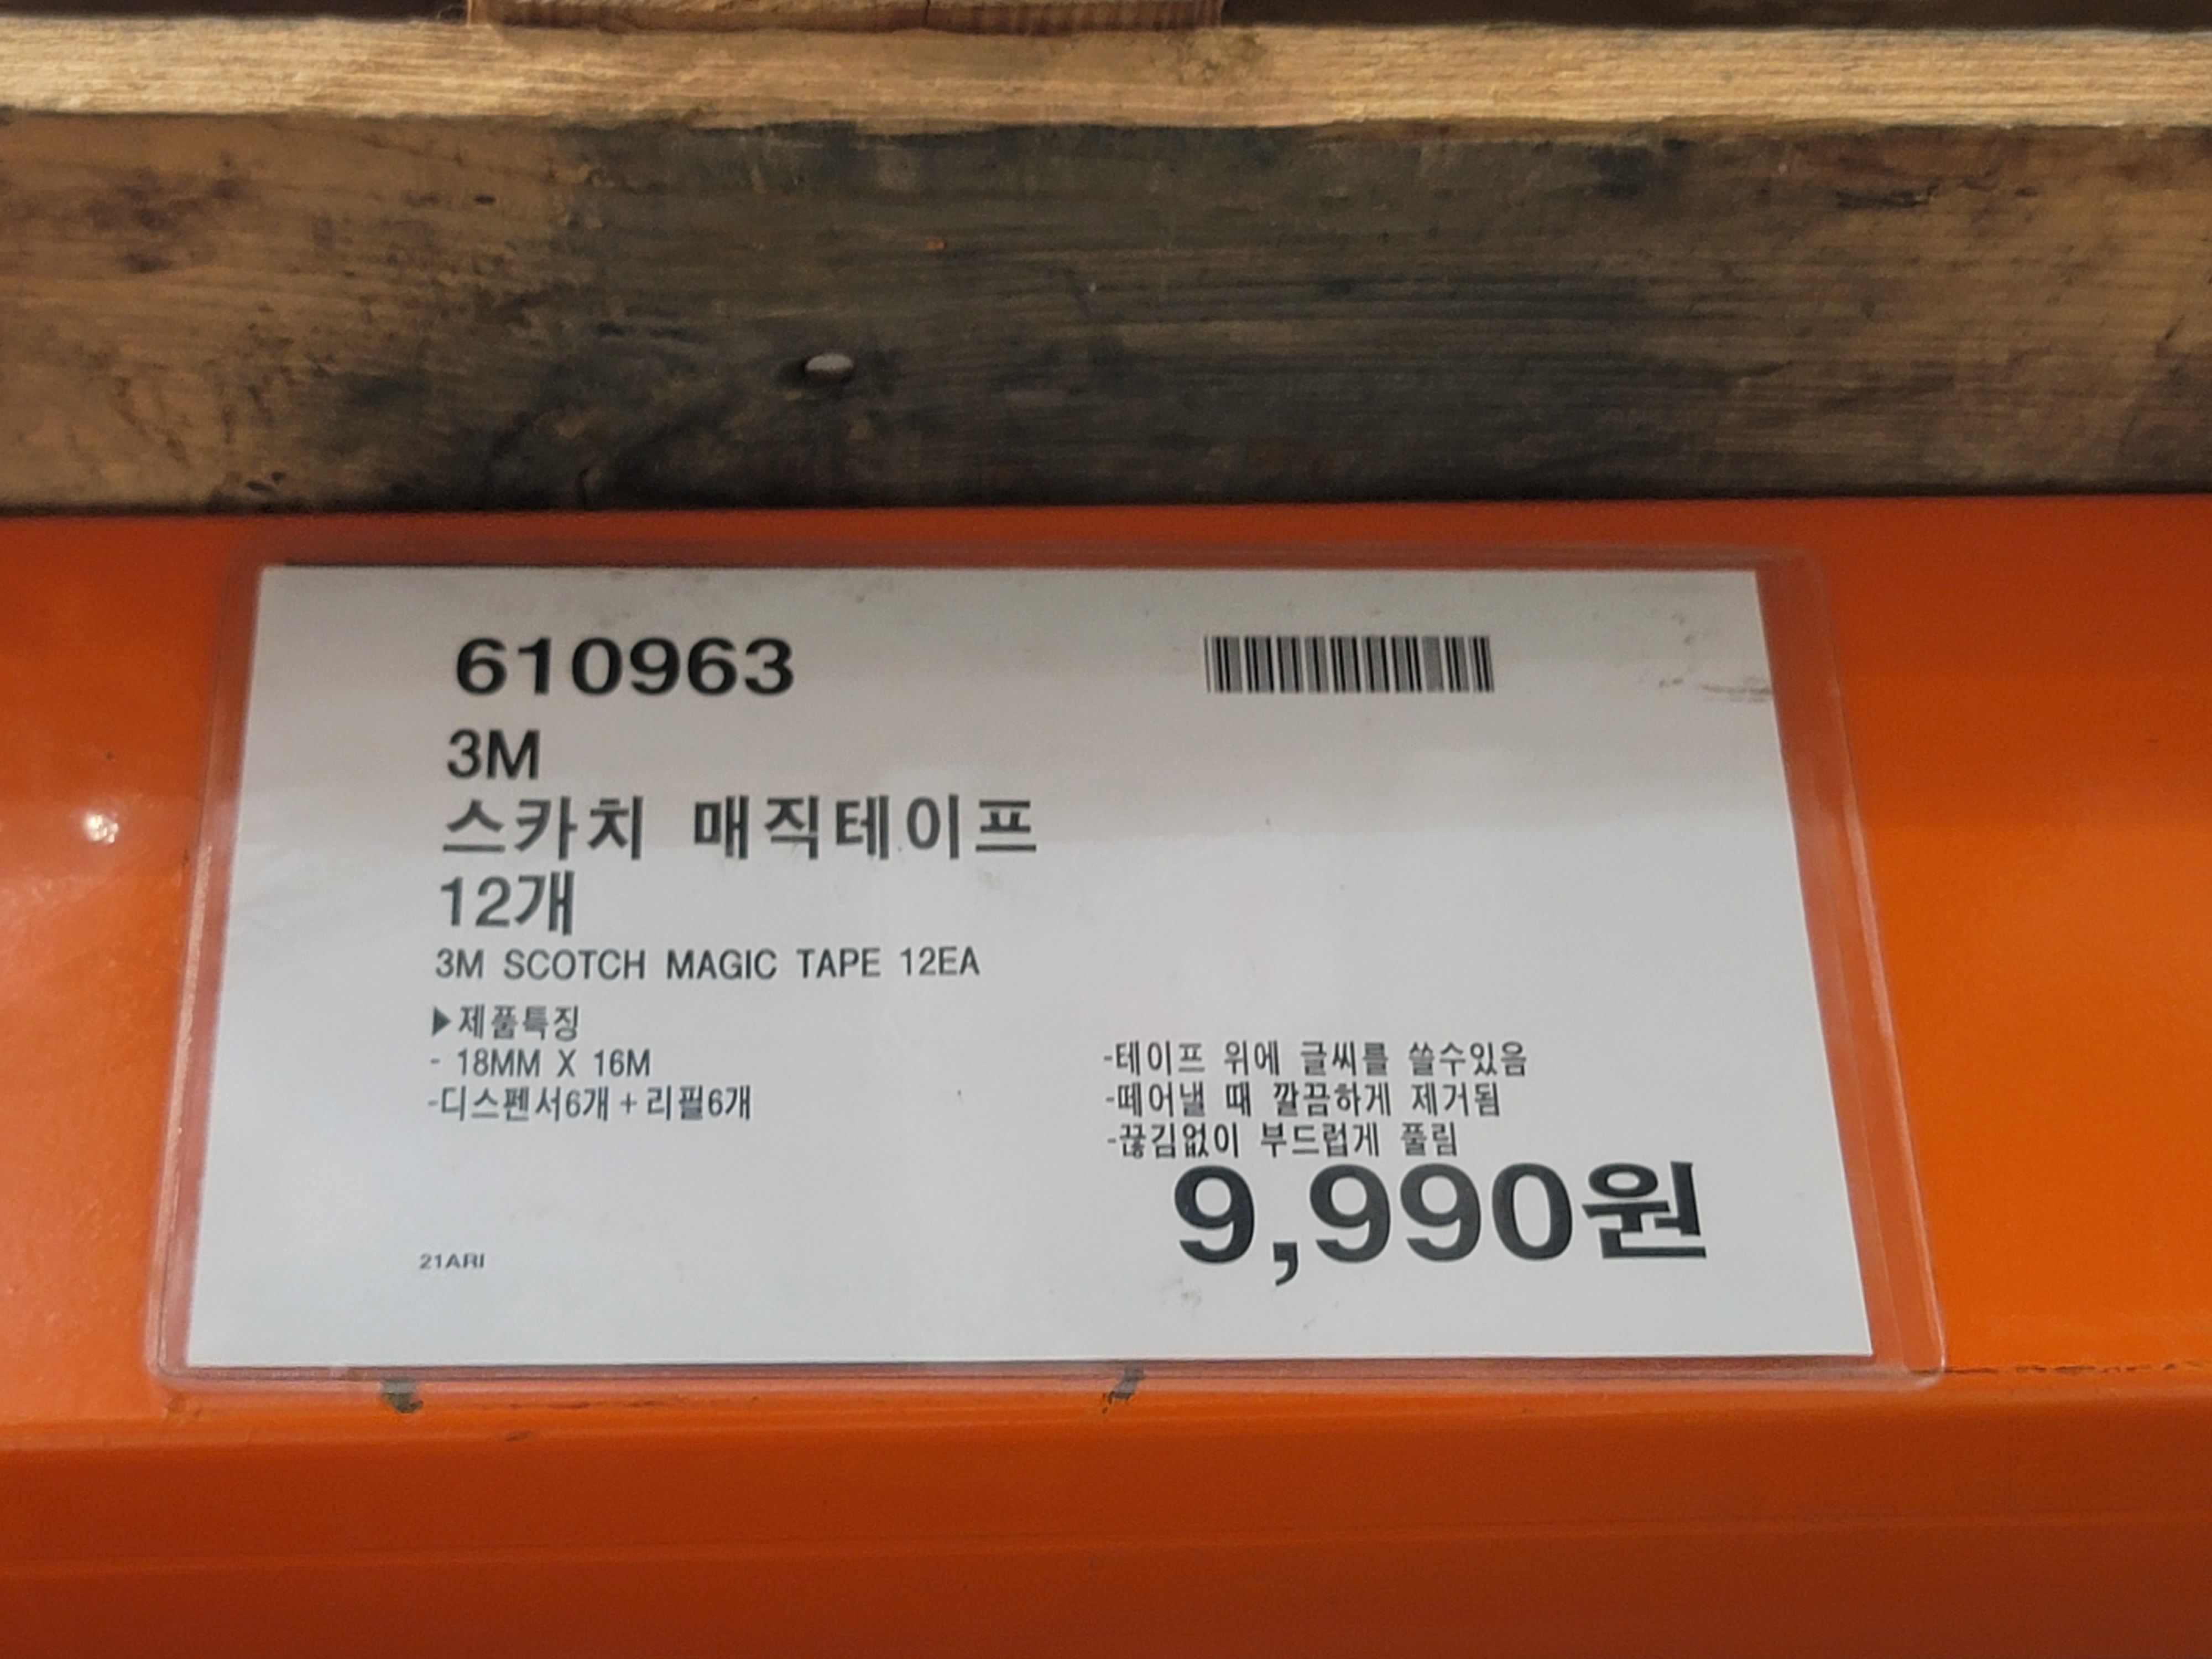 610963
3M
스카치 매직테이프
12개
3M SCOTCH MAGIC TAPE 12EA
▶제품특징
- 18MM X 16M
-디스펜서6개+리필6개
-테이프 위에 글씨를 쓸수있음
-떼어낼 때 깔끔하게 제거됨
-끊김없이 부드럽게 풀림
9,990원
21ARI